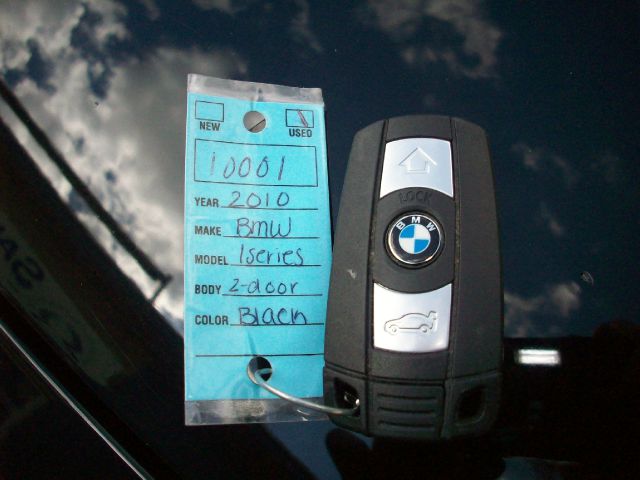 NEW USED
10001
YEAR 2010
MAKE Bmw
MODEL 1series
BODY 2-door
COLOR Black
LOCK
BMW